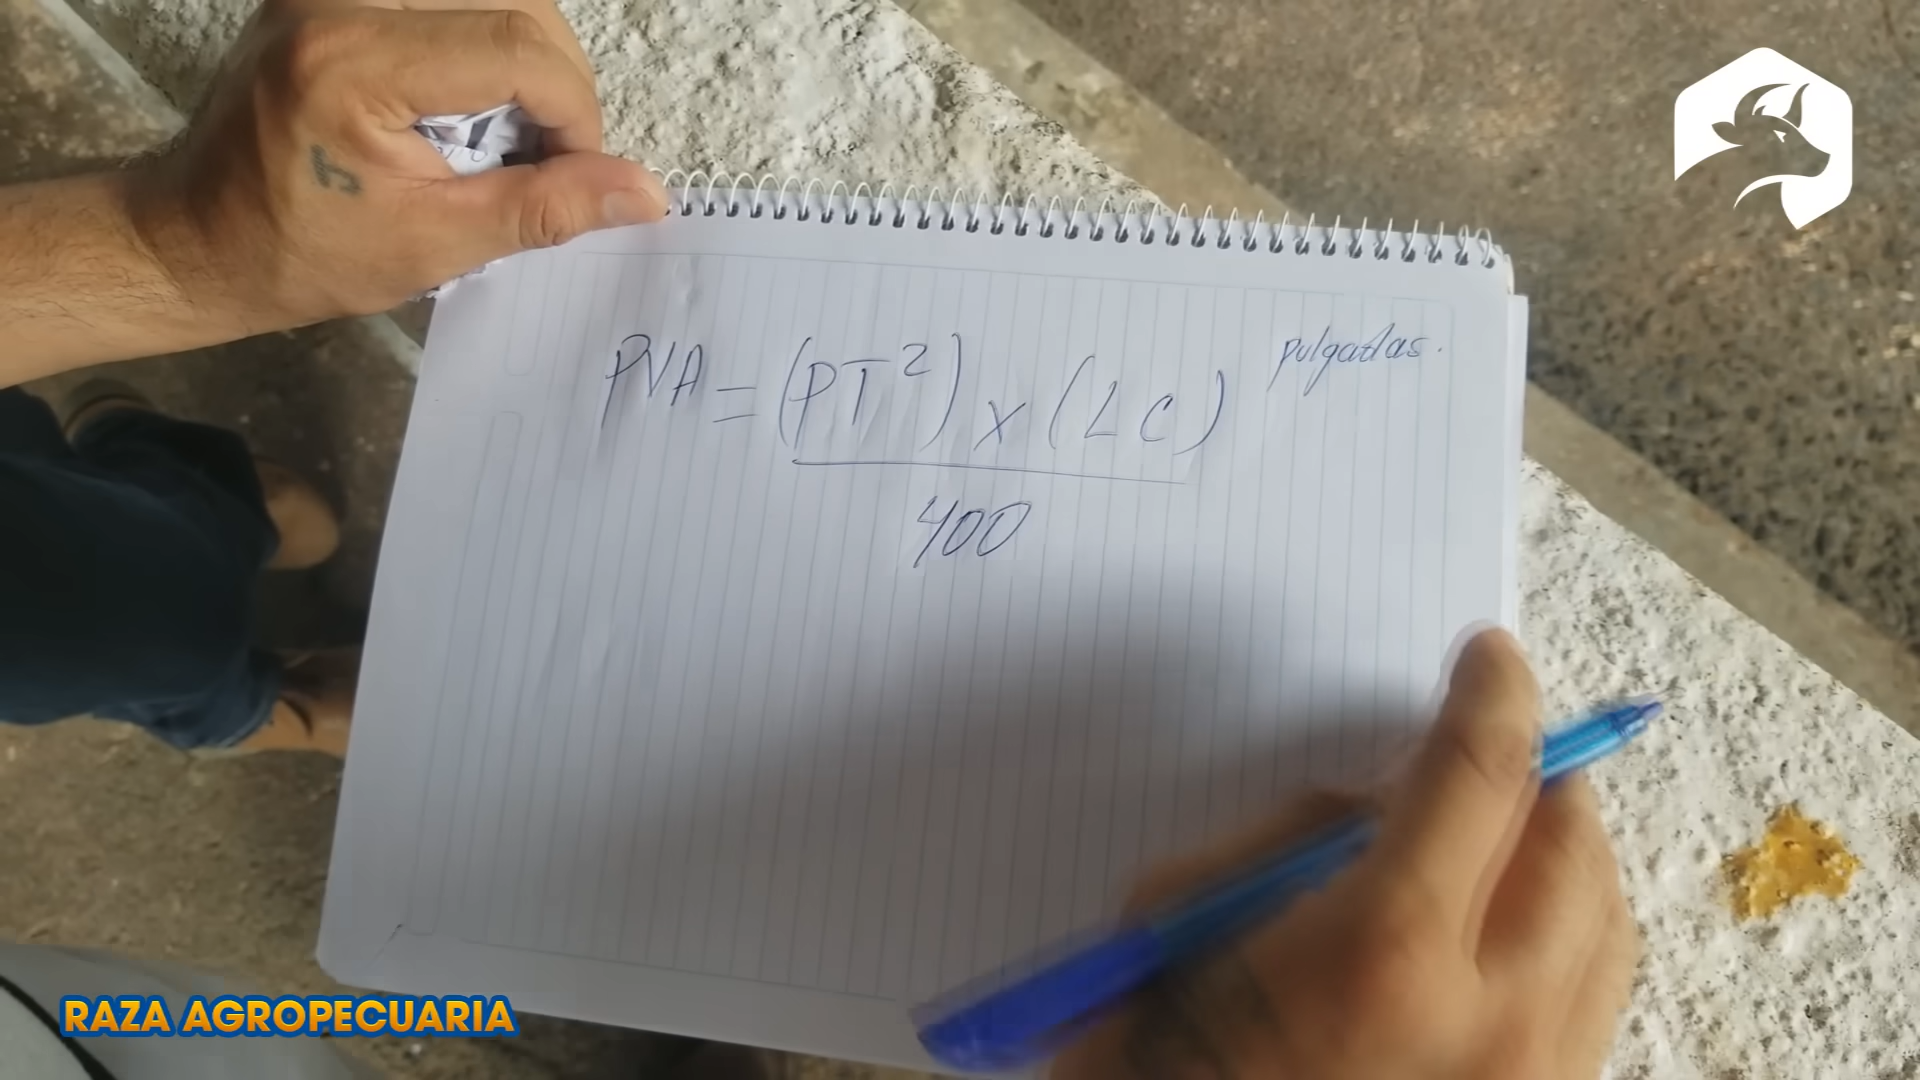 PVA = (PT²) x (LC)
pulgadas.
400
RAZA AGROPECUARIA